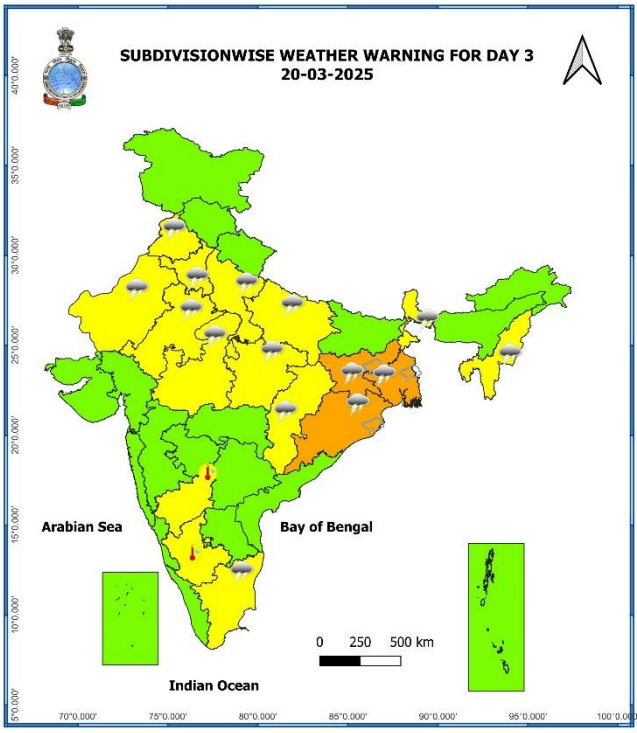 SUBDIVISIONWISE WEATHER WARNING FOR DAY 3
20-03-2025
40°0.000'
35°0.000'
30°0.000'
25°0.000'
20°0.000'
15°0.000'
10°0.000'
5°0.000'
Arabian Sea
Bay of Bengal
0 250 500 km
Indian Ocean
70°0.000' 75°0.000' 80°0.000' 85°0.000' 90°0.000' 95°0.000' 100°0.000'